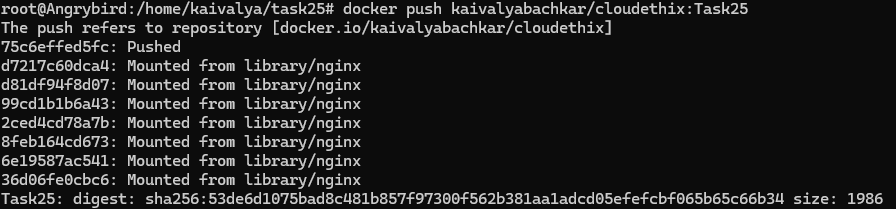 root@Angrybird:/home/kaivalya/Task25# docker push kaivalyabachkar/cloudethix:Task25
The push refers to repository [docker.io/kaivalyabachkar/cloudethix]
75c6effed5fc: Pushed
d7217c60dca4: Mounted from library/nginx
d81df94f8d07: Mounted from library/nginx
99cd1b1b6a43: Mounted from library/nginx
2ced4cd78a7b: Mounted from library/nginx
8feb164cd673: Mounted from library/nginx
6e19587ac541: Mounted from library/nginx
36d06fe0cbc6: Mounted from library/nginx
Task25: digest: sha256:53de6d1075bad8c481b857f97300f562b381aa1adcd05efefcbf065b65c66b34 size: 1986